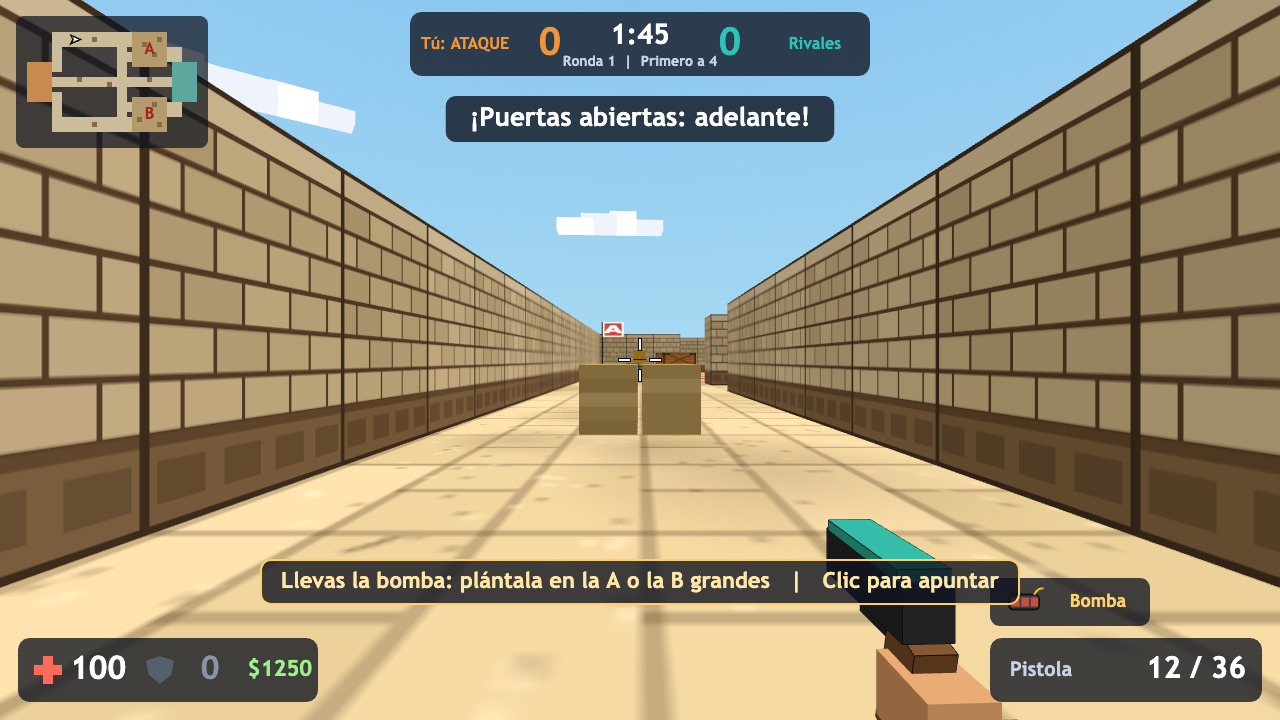 A
B
Tú: ATAQUE
0
1:45
0
Rivales
Ronda 1 | Primero a 4
¡Puertas abiertas: adelante!
A
Llevas la bomba: plántala en la A o la B grandes | Clic para apuntar
Bomba
100
0
$1250
Pistola
12 / 36